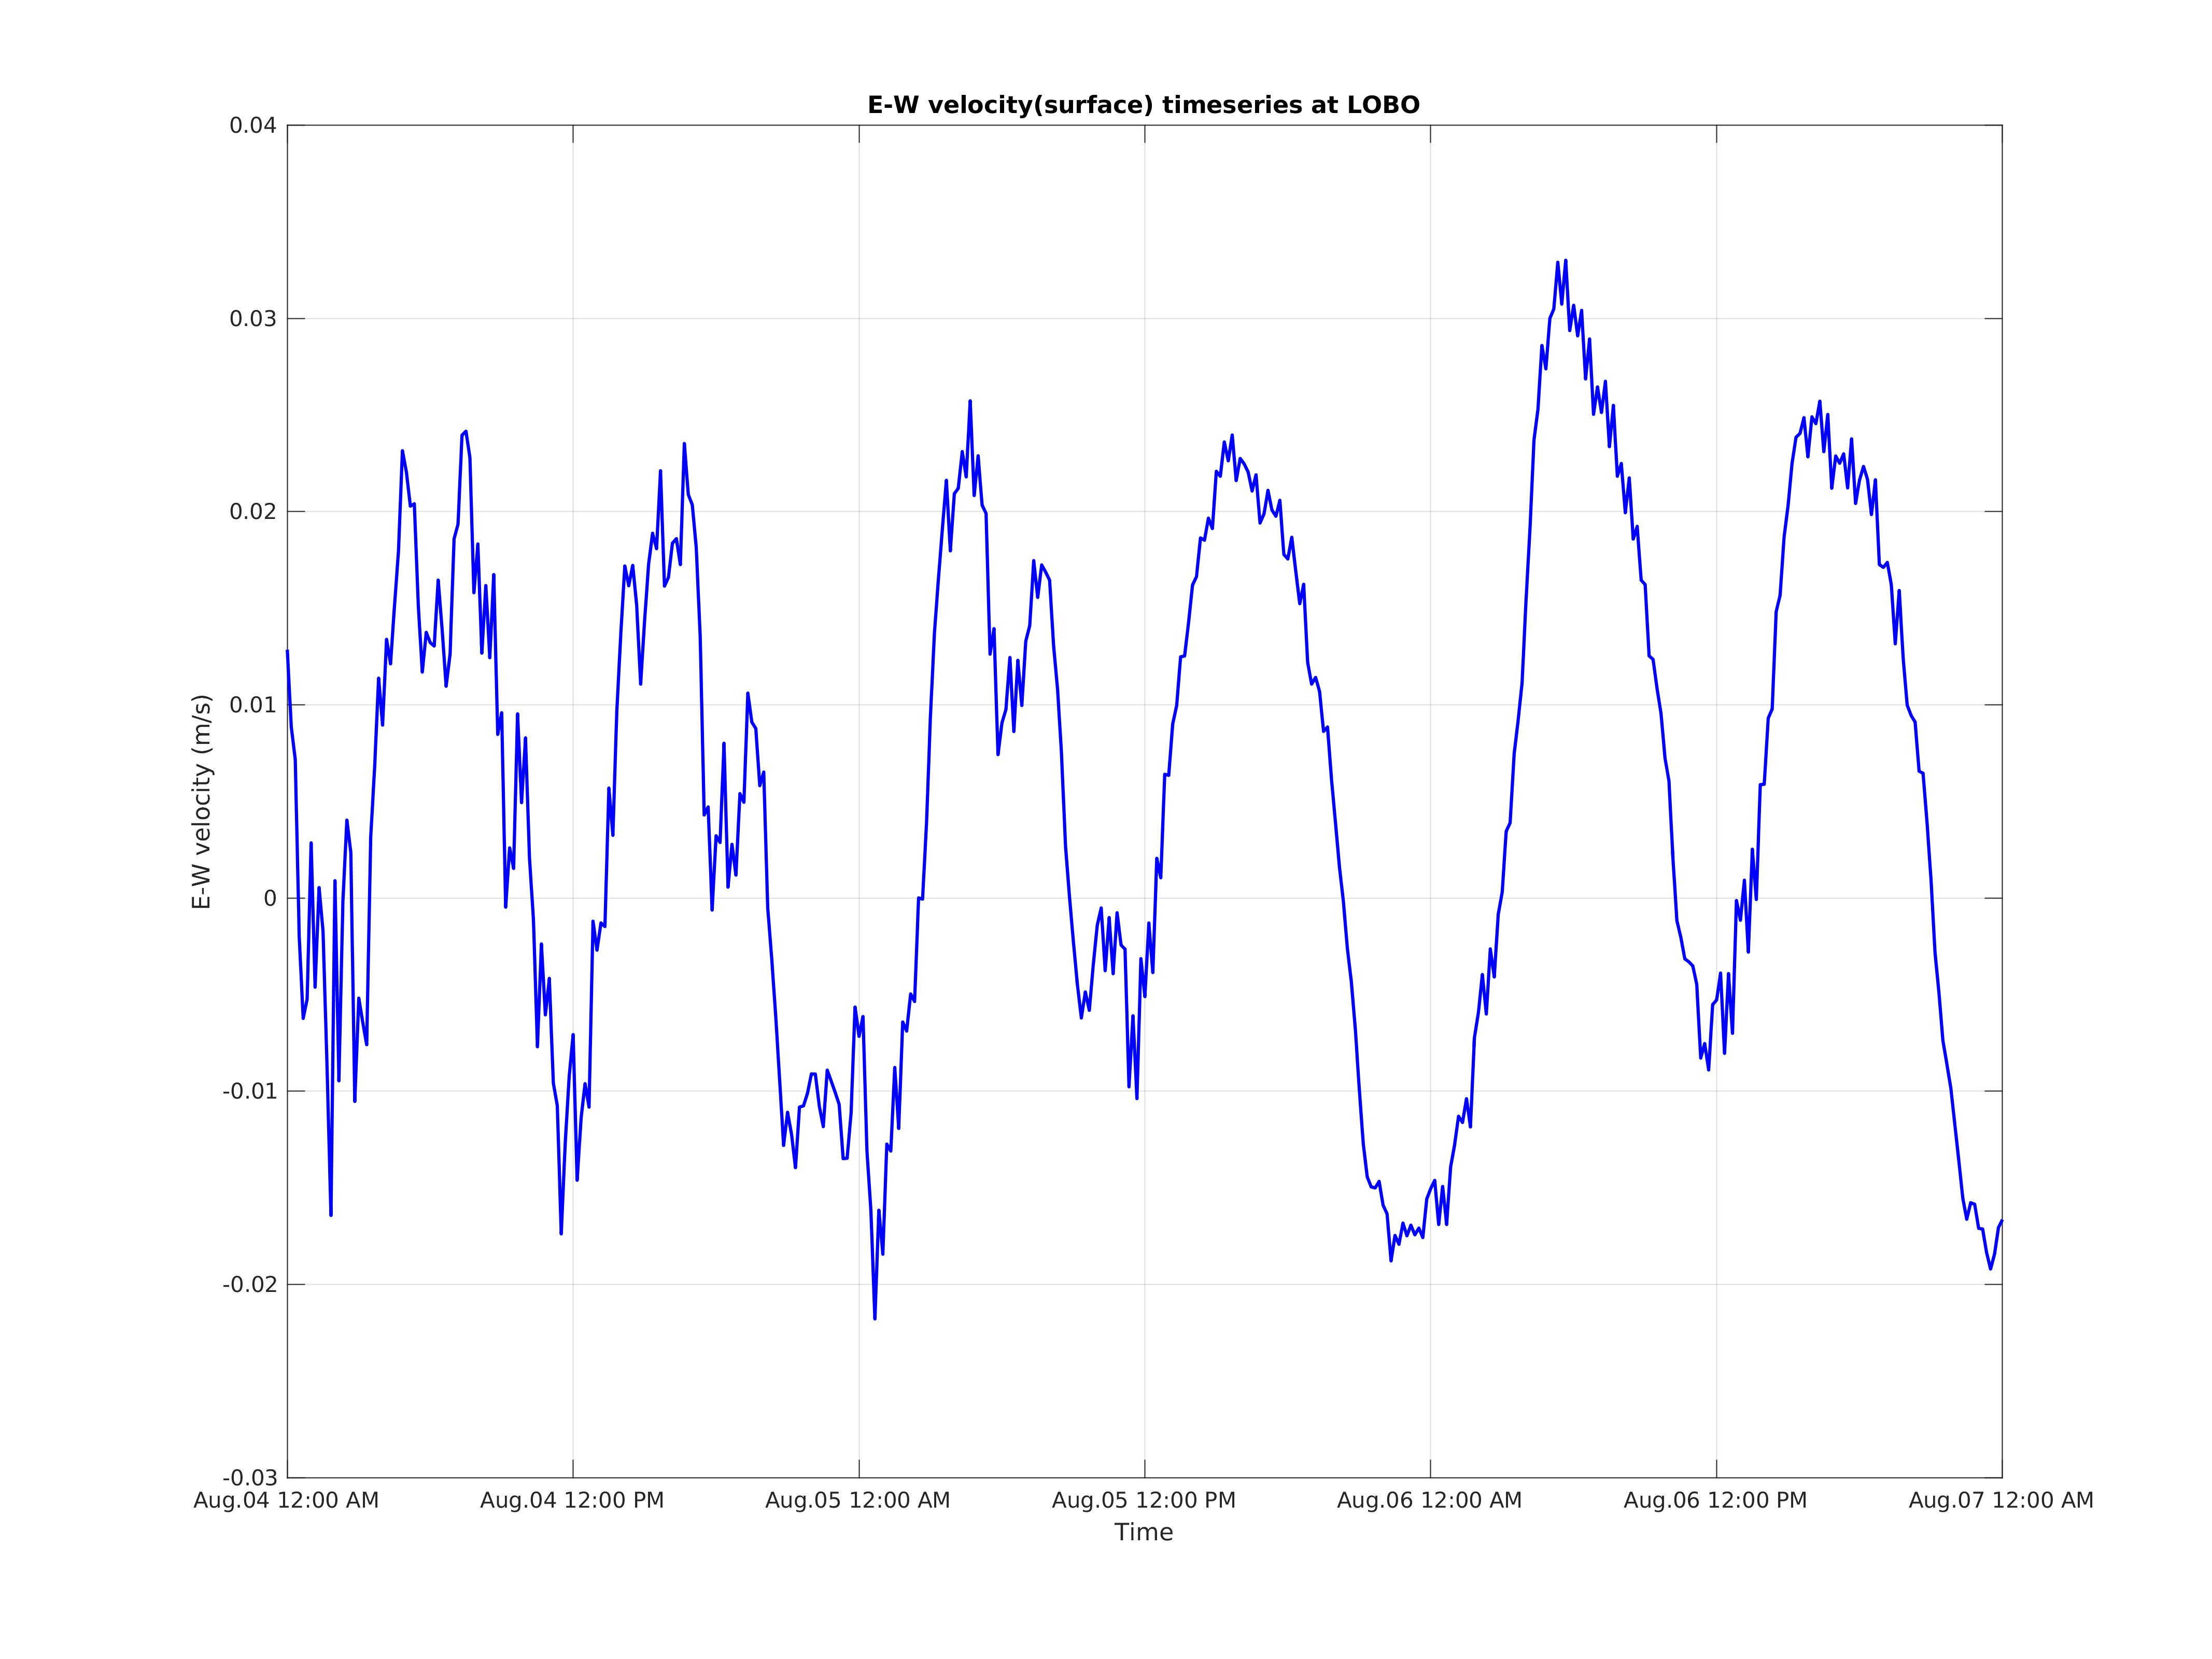 E-W velocity(surface) timeseries at LOBO
0.04
0.03
0.02
0.01
0
-0.01
-0.02
-0.03
E-W velocity (m/s)
Aug.04 12:00 AM Aug.04 12:00 PM Aug.05 12:00 AM Aug.05 12:00 PM Aug.06 12:00 AM Aug.06 12:00 PM Aug.07 12:00 AM
Time